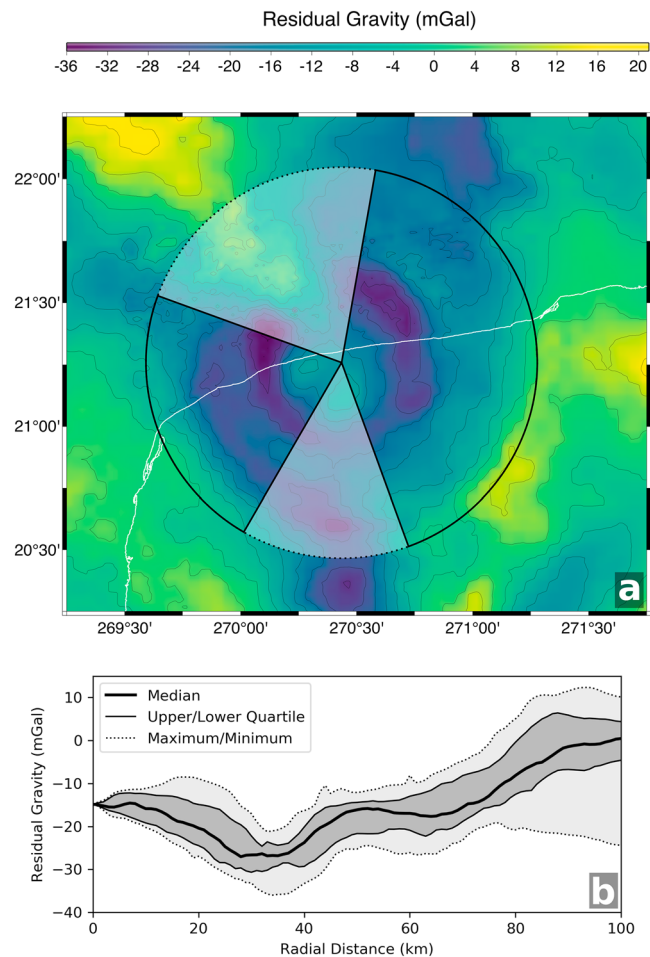 Residual Gravity (mGal)
-36 -32 -28 -24 -20 -16 -12 -8 -4 0 4 8 12 16 20
22°00'
21°30'
21°00'
20°30'
a
269°30' 270°00' 270°30' 271°00' 271°30'
Residual Gravity (mGal)
10
0
−10
−20
−30
−40
Median
Upper/Lower Quartile
Maximum/Minimum
b
0 20 40 60 80 100
Radial Distance (km)